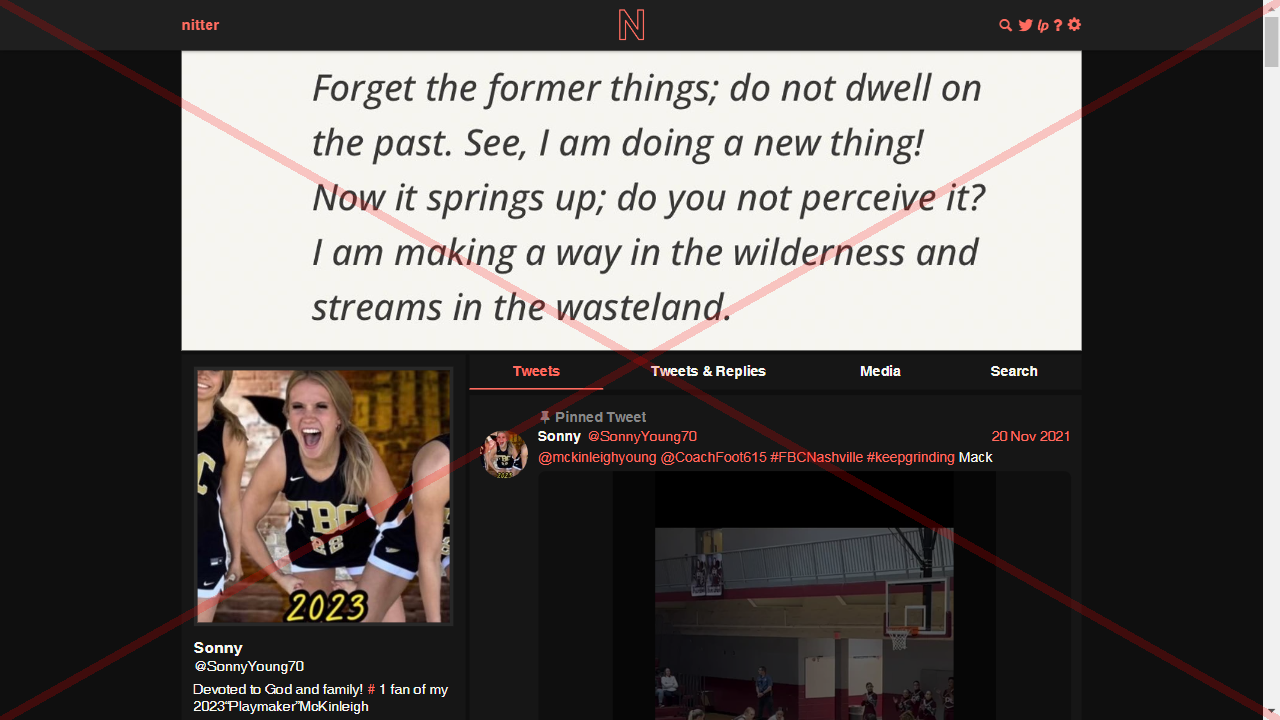 nitter
N
lp ?
Forget the former things; do not dwell on
the past. See, I am doing a new thing!
Now it springs up; do you not perceive it?
I am making a way in the wilderness and
streams in the wasteland.
Tweets
Tweets & Replies
Media
Search
FBC
2023
Pinned Tweet
Sonny @SonnyYoung70 20 Nov 2021
@mckinleighyoung @CoachFoot615 #FBCNashville #keepgrinding Mack
Sonny
@SonnyYoung70
Devoted to God and family! # 1 fan of my
2023"Playmaker"McKinleigh